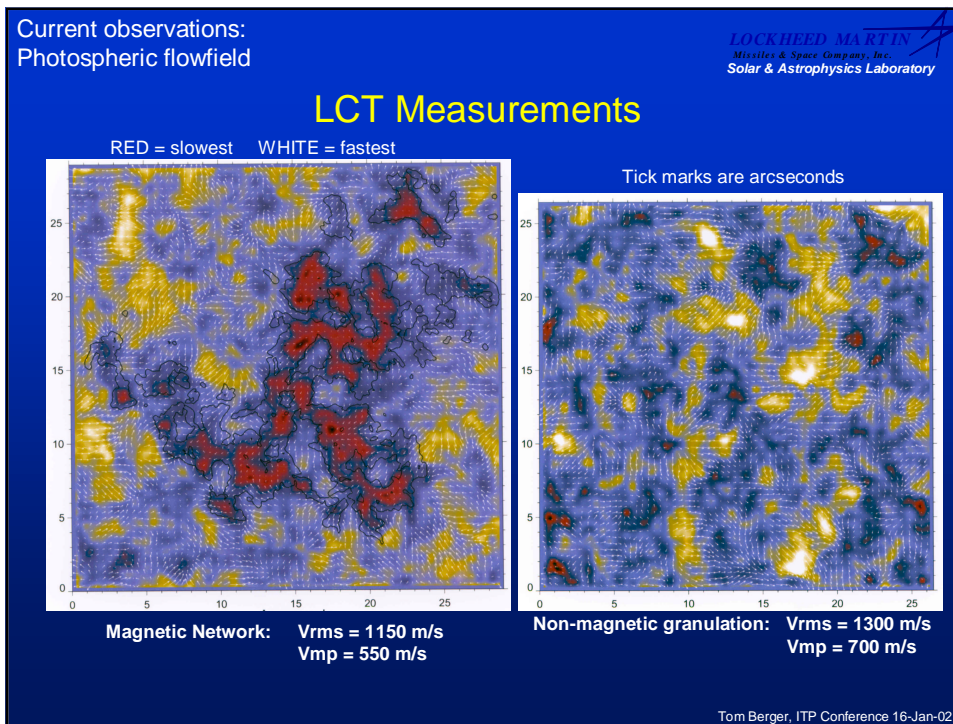 Current observations:
Photospheric flowfield
LOCKHEED MARTIN
Missiles & Space Company, Inc.
Solar & Astrophysics Laboratory
LCT Measurements
RED = slowest WHITE = fastest
Tick marks are arcseconds
25
20
15
10
5
0
0 5 10 15 20 25
25
20
15
10
5
0
0 5 10 15 20 25
Magnetic Network: Vrms = 1150 m/s
Vmp = 550 m/s
Non-magnetic granulation: Vrms = 1300 m/s
Vmp = 700 m/s
Tom Berger, ITP Conference 16-Jan-02